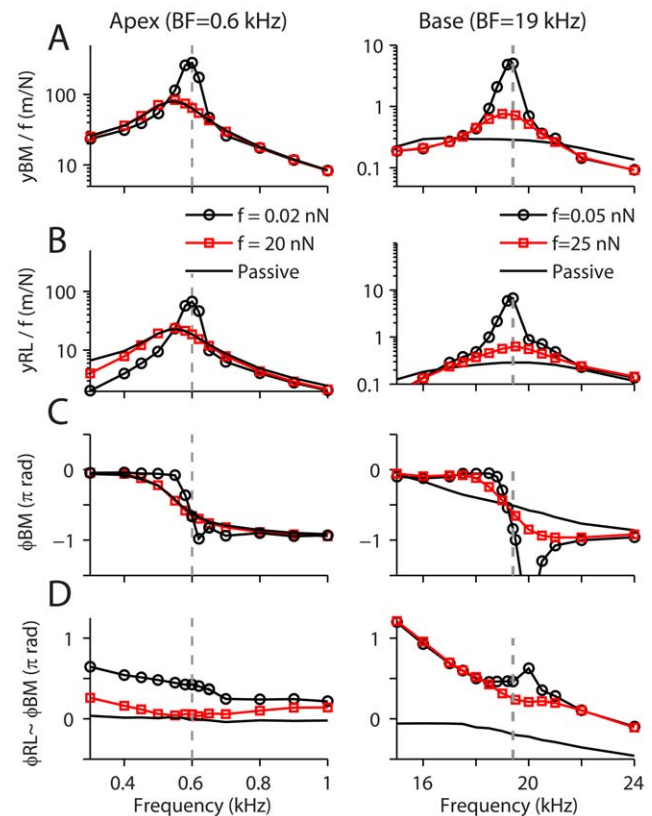 Apex (BF=0.6 kHz)
Base (BF=19 kHz)
A
yBM / f (m/N)
100
10
10
1
0.1
f = 0.02 nN
f = 20 nN
Passive
f=0.05 nN
f=25 nN
Passive
B
yRL / f (m/N)
100
10
10
1
0.1
C
ϕBM (π rad)
0
−1
0
−1
D
ϕRL~ ϕBM (π rad)
1
0
1
0
0.4 0.6 0.8 1
16 20 24
Frequency (kHz)
Frequency (kHz)